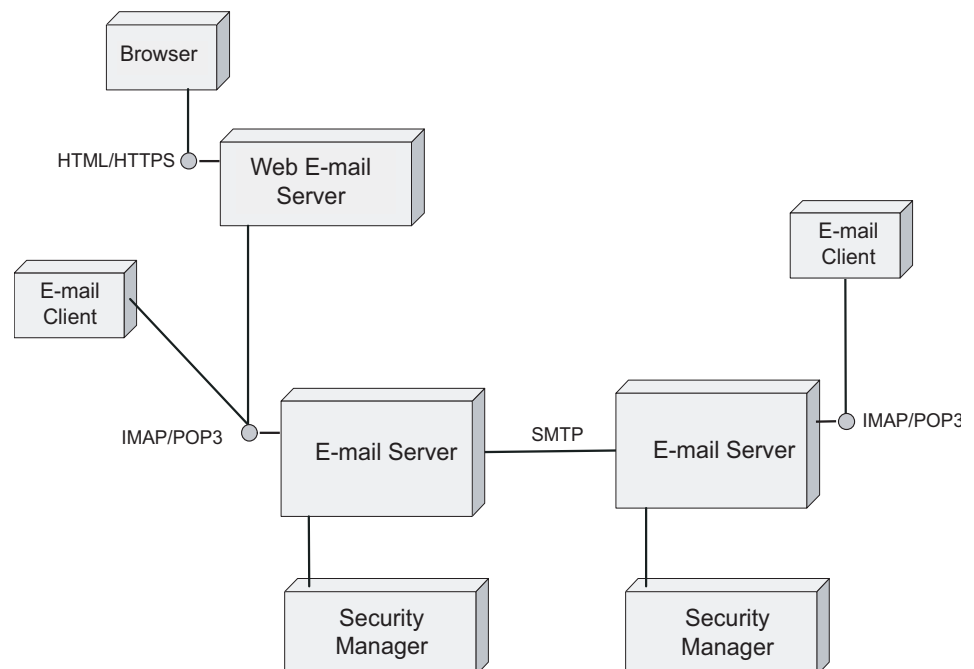 Browser
HTML/HTTPS
Web E-mail
Server
E-mail
Client
E-mail
Client
IMAP/POP3
E-mail Server
SMTP
E-mail Server
IMAP/POP3
Security
Manager
Security
Manager